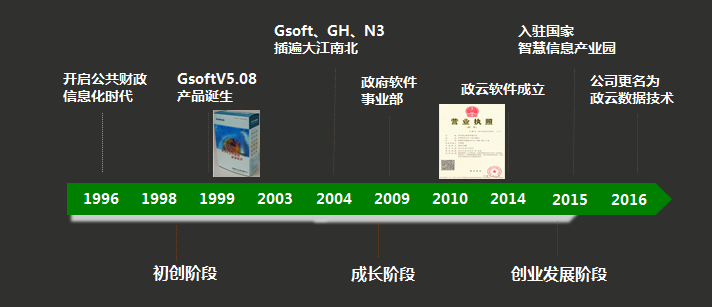 Gsoft、GH、N3
插遍大江南北
入驻国家
智慧信息产业园
开启公共财政
信息化时代
GsoftV5.08
产品诞生
政府软件
事业部
政云软件成立
公司更名为
政云数据技术
营业执照
1996 1998 1999 2003 2004 2009 2010 2014 2015 2016
初创阶段
成长阶段
创业发展阶段